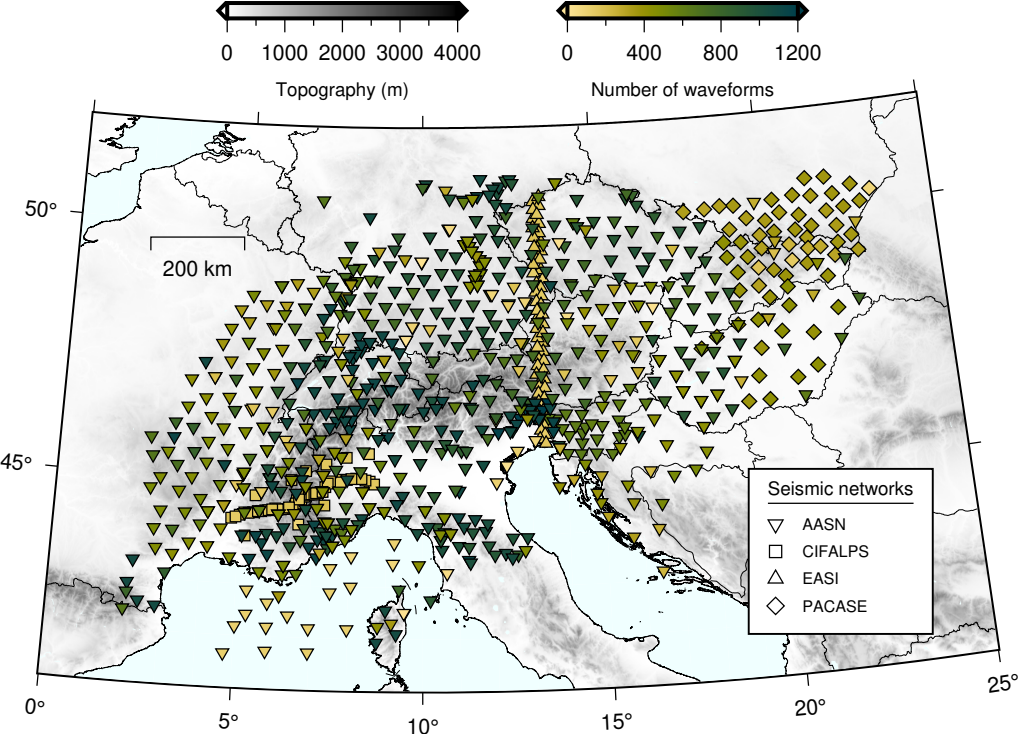 0 1000 2000 3000 4000
Topography (m)
0 400 800 1200
Number of waveforms
50°
200 km
45°
Seismic networks
AASN
CIFALPS
EASI
PACASE
0°
5°
10°
15°
20°
25°